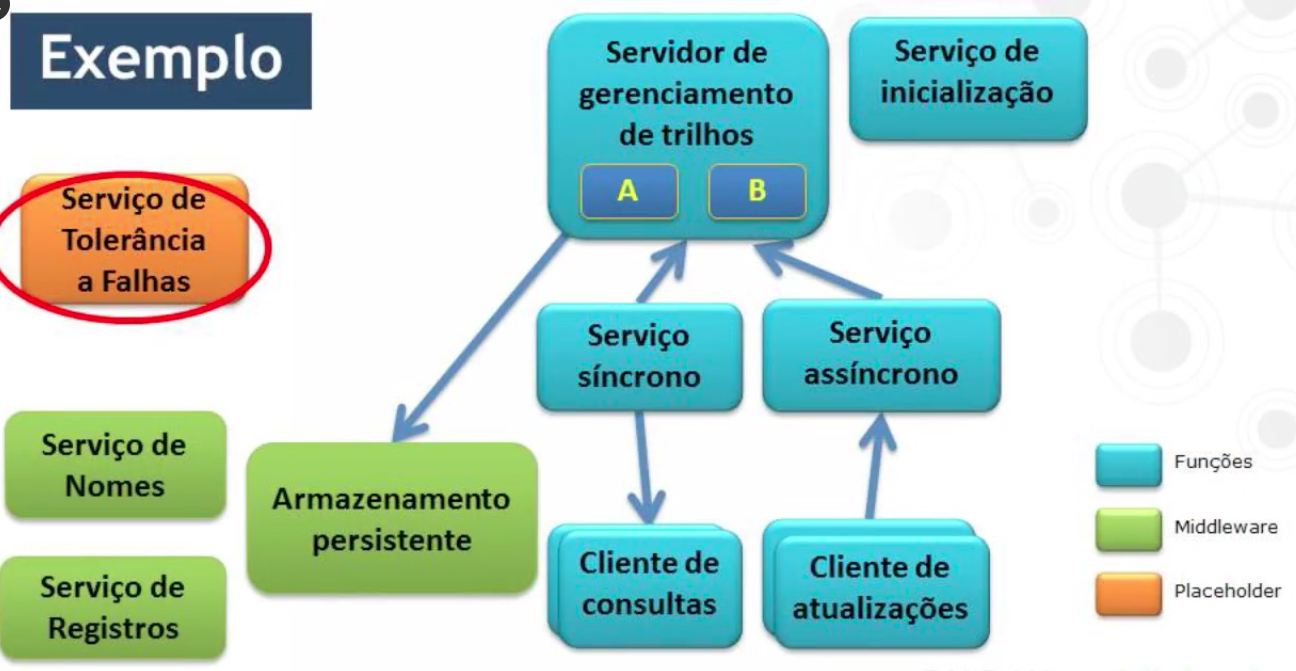 Exemplo
Servidor de
gerenciamento
de trilhos
A
B
Serviço de
inicialização
Serviço de
Tolerância
a Falhas
Serviço
síncrono
Serviço
assíncrono
Serviço de
Nomes
Armazenamento
persistente
Serviço de
Registros
Cliente de
consultas
Cliente de
atualizações
Funções
Middleware
Placeholder